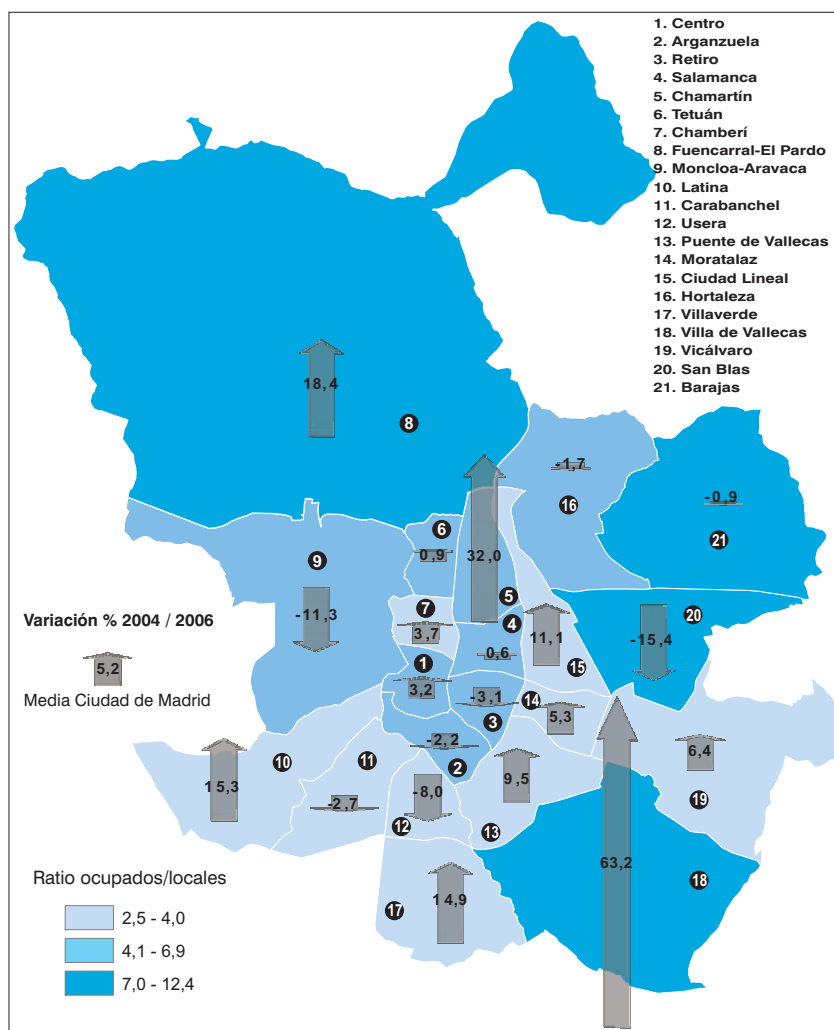 1. Centro
2. Arganzuela
3. Retiro
4. Salamanca
5. Chamartín
6. Tetuán
7. Chamberí
8. Fuencarral-El Pardo
9. Moncloa-Aravaca
10. Latina
11. Carabanchel
12. Usera
13. Puente de Vallecas
14. Moratalaz
15. Ciudad Lineal
16. Hortaleza
17. Villaverde
18. Villa de Vallecas
19. Vicálvaro
20. San Blas
21. Barajas
18,4
8
-1,7
16
-0,9
21
6
0,9
32,0
5
9
-11,3
7
3,7
4
0,6
11,1
15
20
-15,4
1
3,2
-3,1
3
14
5,3
-2,2
2
6,4
19
Variación % 2004 / 2006
5,2
Media Ciudad de Madrid
15,3
10
11
-2,7
-8,0
12
9,5
13
63,2
18
17
14,9
Ratio ocupados/locales
2,5 - 4,0
4,1 - 6,9
7,0 - 12,4